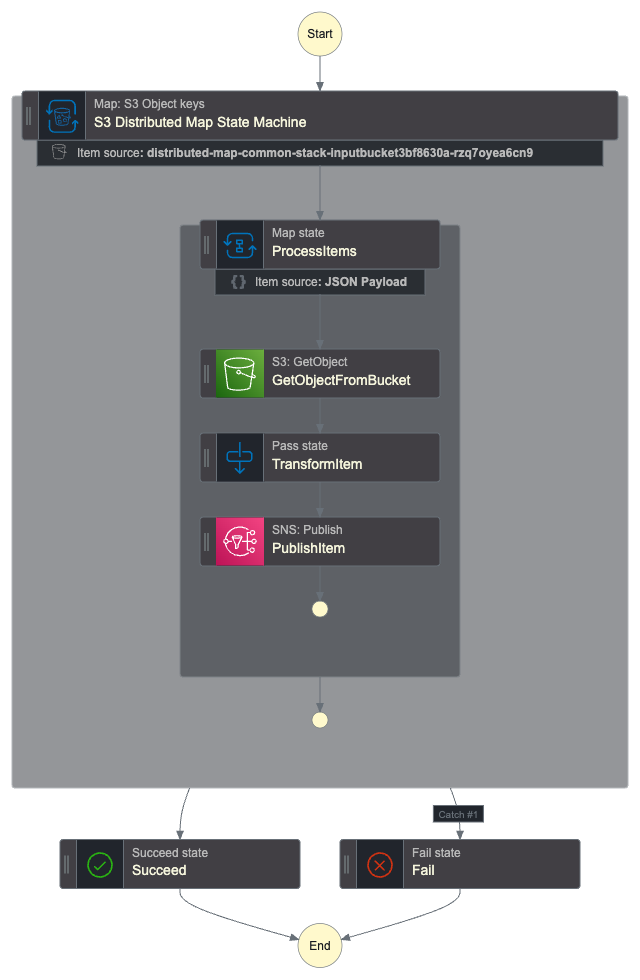 Start
Map: S3 Object keys
S3 Distributed Map State Machine
Item source: distributed-map-common-stack-inputbucket3bf8630a-rzq7oyea6cn9
Map state
ProcessItems
{} Item source: JSON Payload
S3: GetObject
GetObjectFromBucket
Pass state
TransformItem
SNS: Publish
PublishItem
Catch #1
Succeed state
Succeed
Fail state
Fail
End